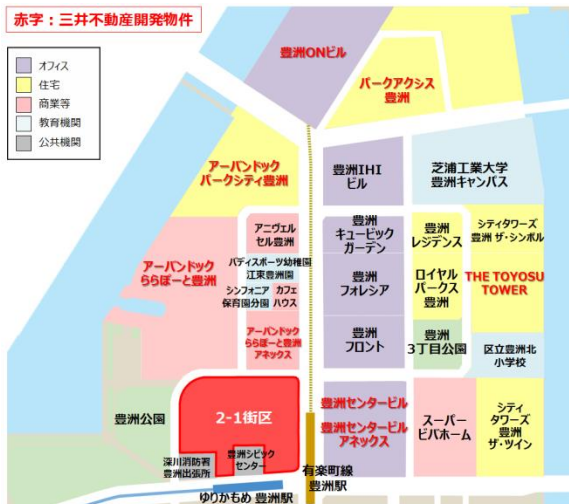 赤字：三井不動産開発物件
オフィス
住宅
商業等
教育機関
公共機関
豊洲ONビル
パークアクシス
豊洲
アーバンドック
パークシティ豊洲
豊洲IHI
ビル
芝浦工業大学
豊洲キャンパス
アニヴェル
セル豊洲
豊洲
キュービック
ガーデン
豊洲
レジデンス
シティタワーズ
豊洲 ザ・シンボル
アーバンドック
ららぽーと豊洲
バディスポーツ幼稚園
江東豊洲園
シンフォニア
保育園分園
カフェ
ハウス
豊洲
フォレシア
ロイヤル
パークス
豊洲
THE TOYOSU
TOWER
アーバンドック
ららぽーと豊洲
アネックス
豊洲
フロント
豊洲
3丁目公園
区立豊洲北
小学校
豊洲公園
2-1街区
豊洲センタービル
豊洲センタービル
アネックス
スーパー
ビバホーム
シティ
タワーズ
豊洲
ザ・ツイン
深川消防署
豊洲出張所
豊洲シビック
センター
有楽町線
豊洲駅
ゆりかもめ 豊洲駅